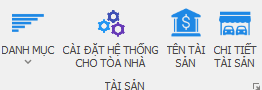 DANH MỤC
CÀI ĐẶT HỆ THỐNG
CHO TÒA NHÀ
TÊN TÀI
SẢN
CHI TIẾT
TÀI SẢN
TÀI SẢN